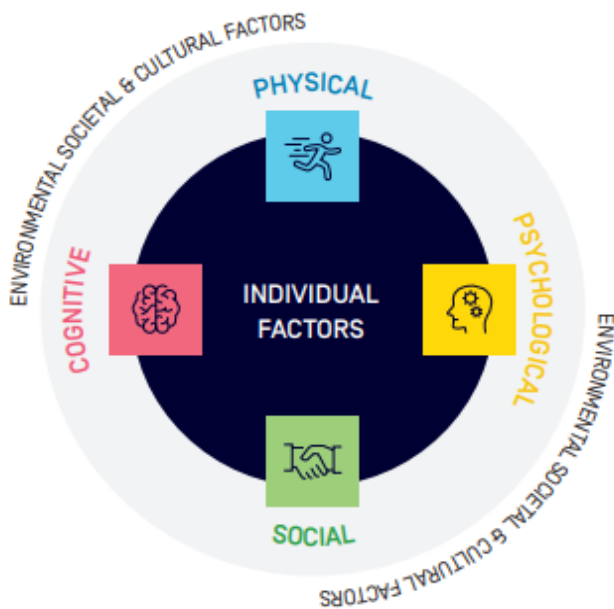 ENVIRONMENTAL SOCIETAL & CULTURAL FACTORS
PHYSICAL
COGNITIVE
INDIVIDUAL
FACTORS
PSYCHOLOGICAL
SOCIAL
ENVIRONMENTAL SOCIETAL & CULTURAL FACTORS